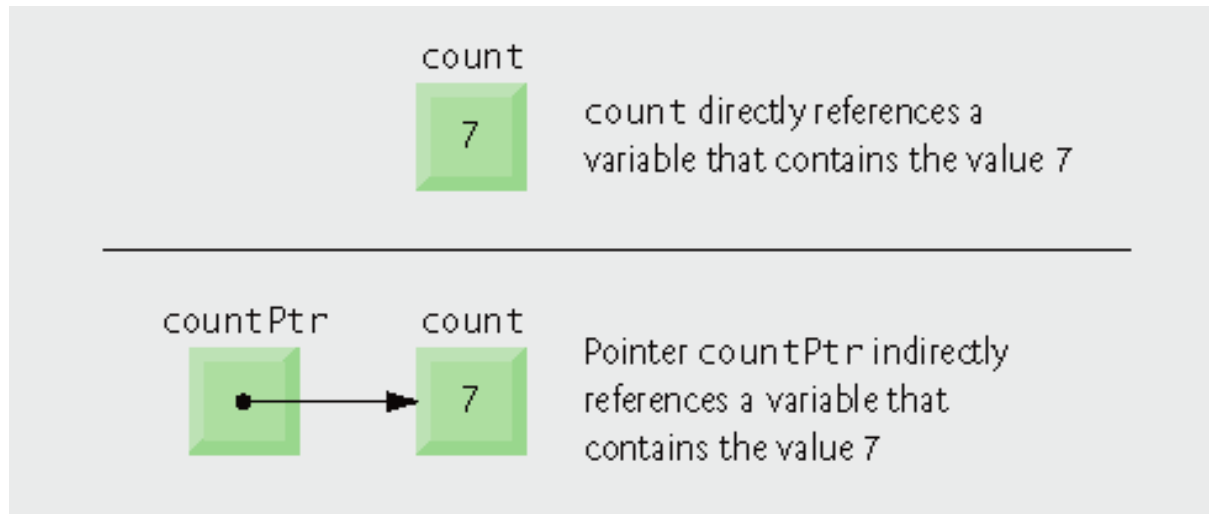 count
7
count directly references a
variable that contains the value 7
countPtr count
7
Pointer countPtr indirectly
references a variable that
contains the value 7